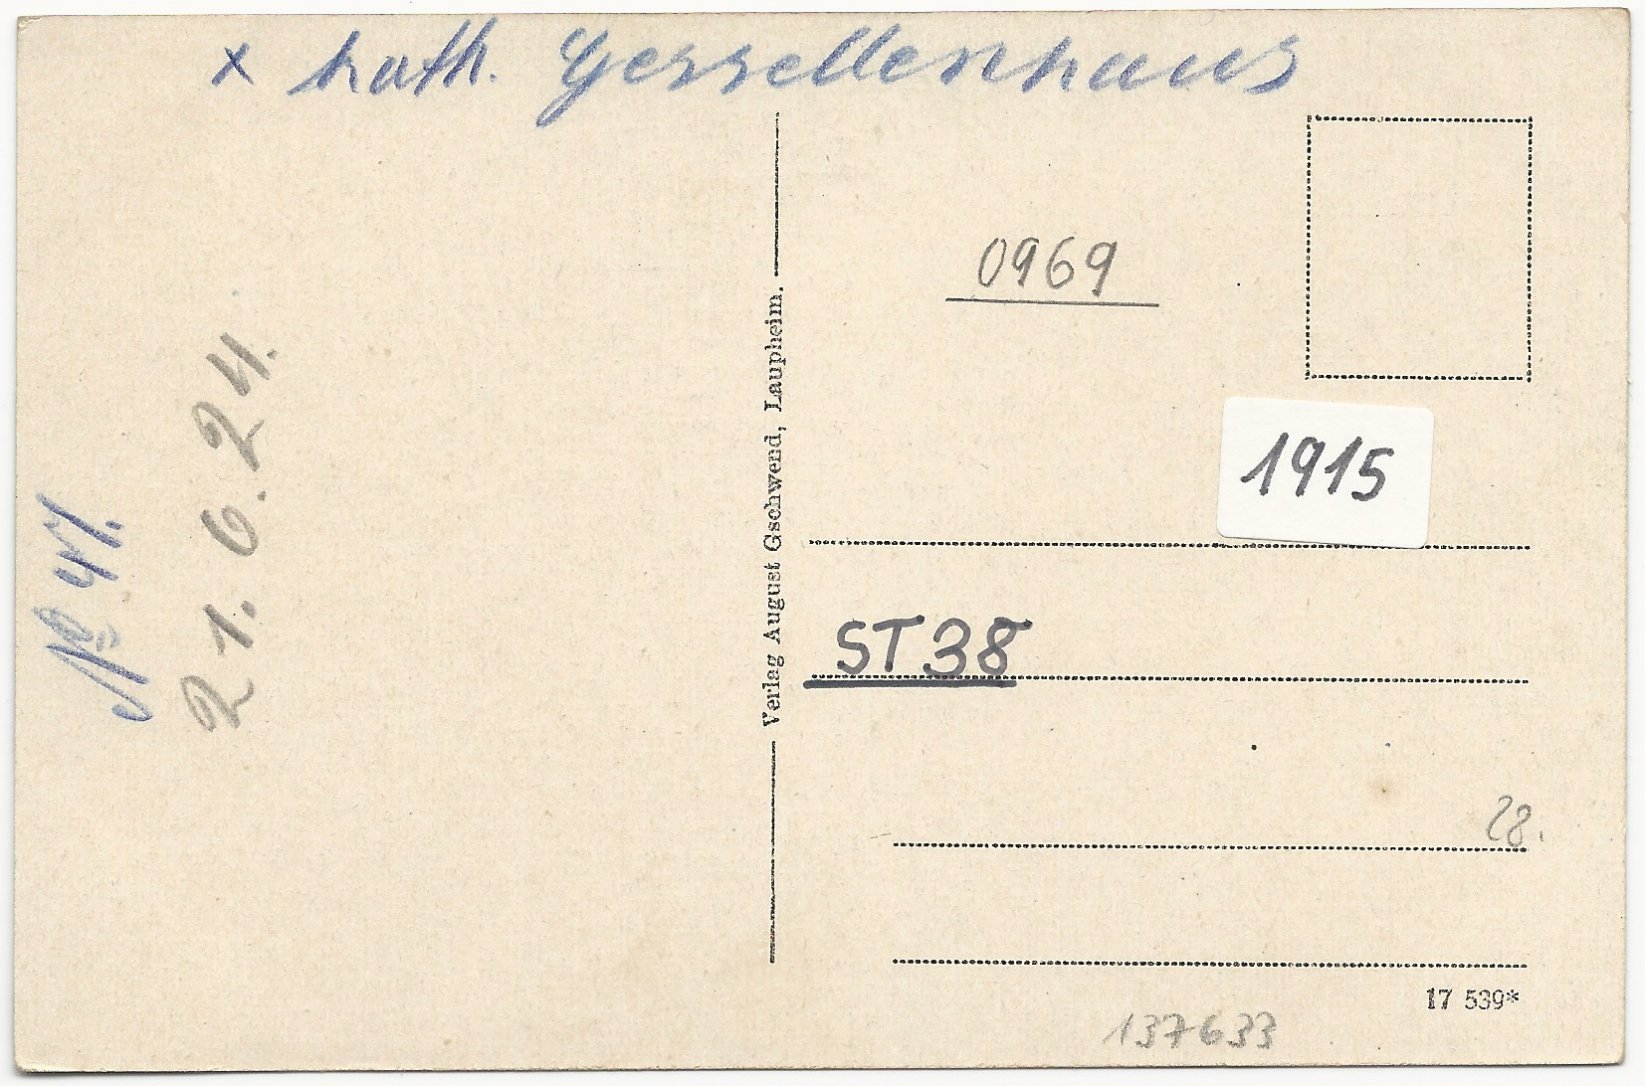 x kath. Gesellenhaus
No 41.
21.6.24.
Verlag August Gschwend, Laupheim.
0969
1915
ST38
28.
17 539*
137633